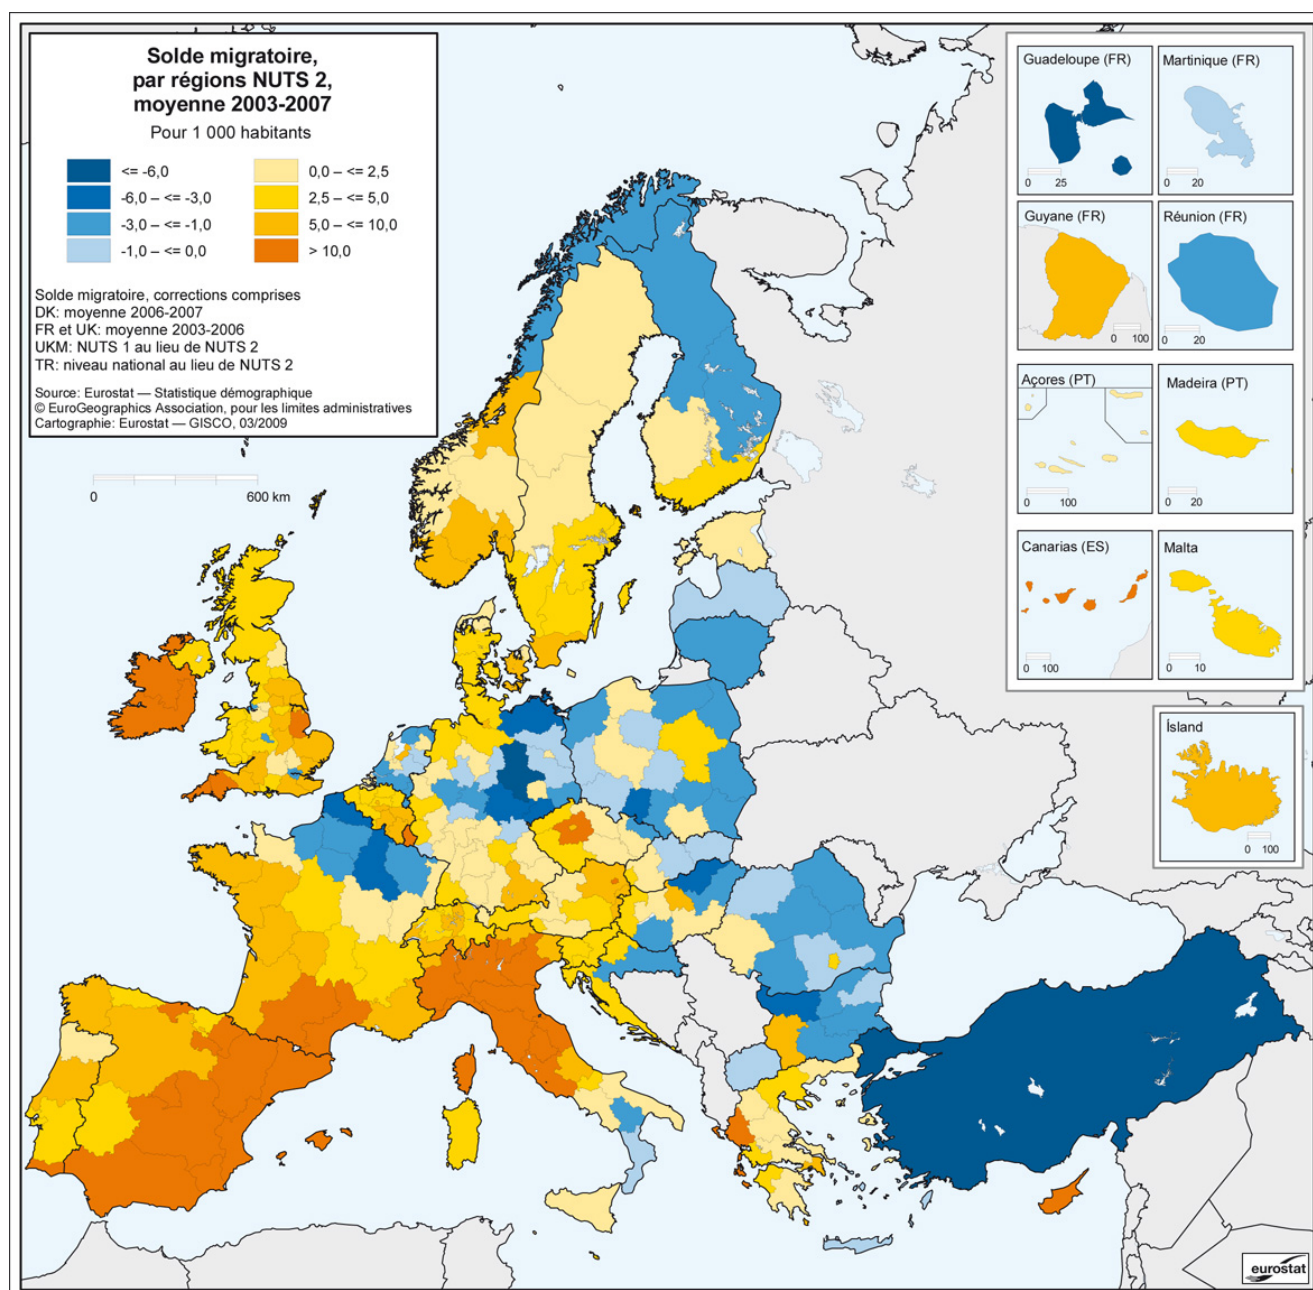 Solde migratoire,
par régions NUTS 2,
moyenne 2003-2007
Pour 1 000 habitants
<= -6,0
-6,0 – <= -3,0
-3,0 – <= -1,0
-1,0 – <= 0,0
0,0 – <= 2,5
2,5 – <= 5,0
5,0 – <= 10,0
> 10,0
Solde migratoire, corrections comprises
DK: moyenne 2006-2007
FR et UK: moyenne 2003-2006
UKM: NUTS 1 au lieu de NUTS 2
TR: niveau national au lieu de NUTS 2
Source: Eurostat — Statistique démographique
© EuroGeographics Association, pour les limites administratives
Cartographie: Eurostat — GISCO, 03/2009
0 600 km
Guadeloupe (FR)
0 25
Martinique (FR)
0 20
Guyane (FR)
0 100
Réunion (FR)
0 20
Açores (PT)
0 100
Madeira (PT)
0 20
Canarias (ES)
0 100
Malta
0 10
Ísland
0 100
eurostat